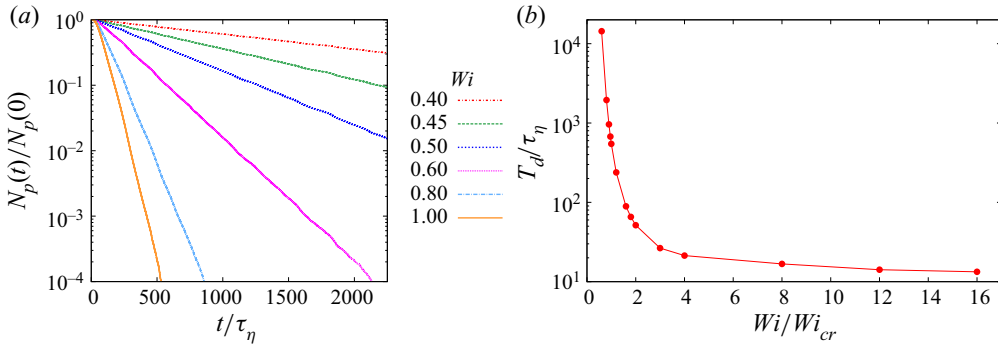 (a)
10^0
10^{-1}
10^{-2}
10^{-3}
10^{-4}
N_p(t)/N_p(0)
0 500 1000 1500 2000
t/τ_η
Wi
0.40
0.45
0.50
0.60
0.80
1.00
(b)
10^4
10^3
10^2
10^1
T_d/τ_η
0 2 4 6 8 10 12 14 16
Wi/Wi_{cr}